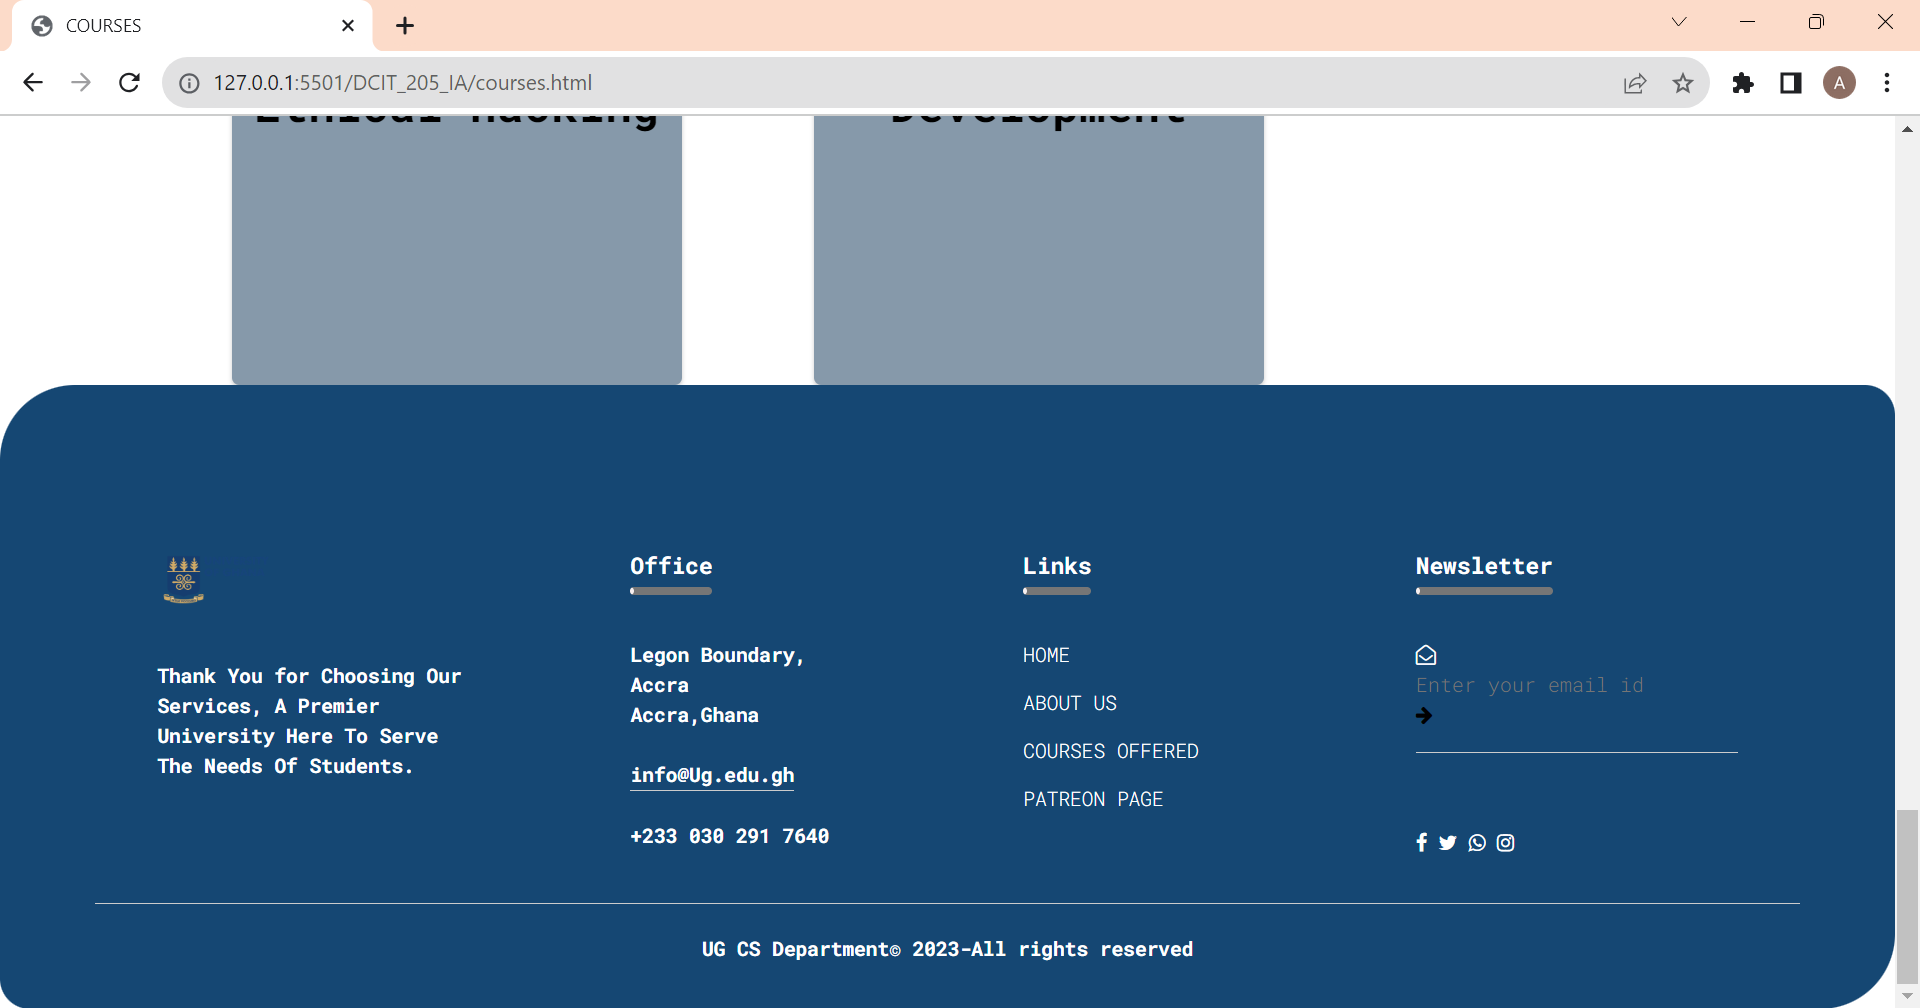 COURSES
127.0.0.1:5501/DCIT_205_IA/courses.html
A
Ethical Hacking
Development
Office
Links
Newsletter
Thank You for Choosing Our
Services, A Premier
University Here To Serve
The Needs Of Students.
Legon Boundary,
Accra
Accra,Ghana
info@Ug.edu.gh
+233 030 291 7640
HOME
ABOUT US
COURSES OFFERED
PATREON PAGE
Enter your email id
UG CS Department© 2023-All rights reserved